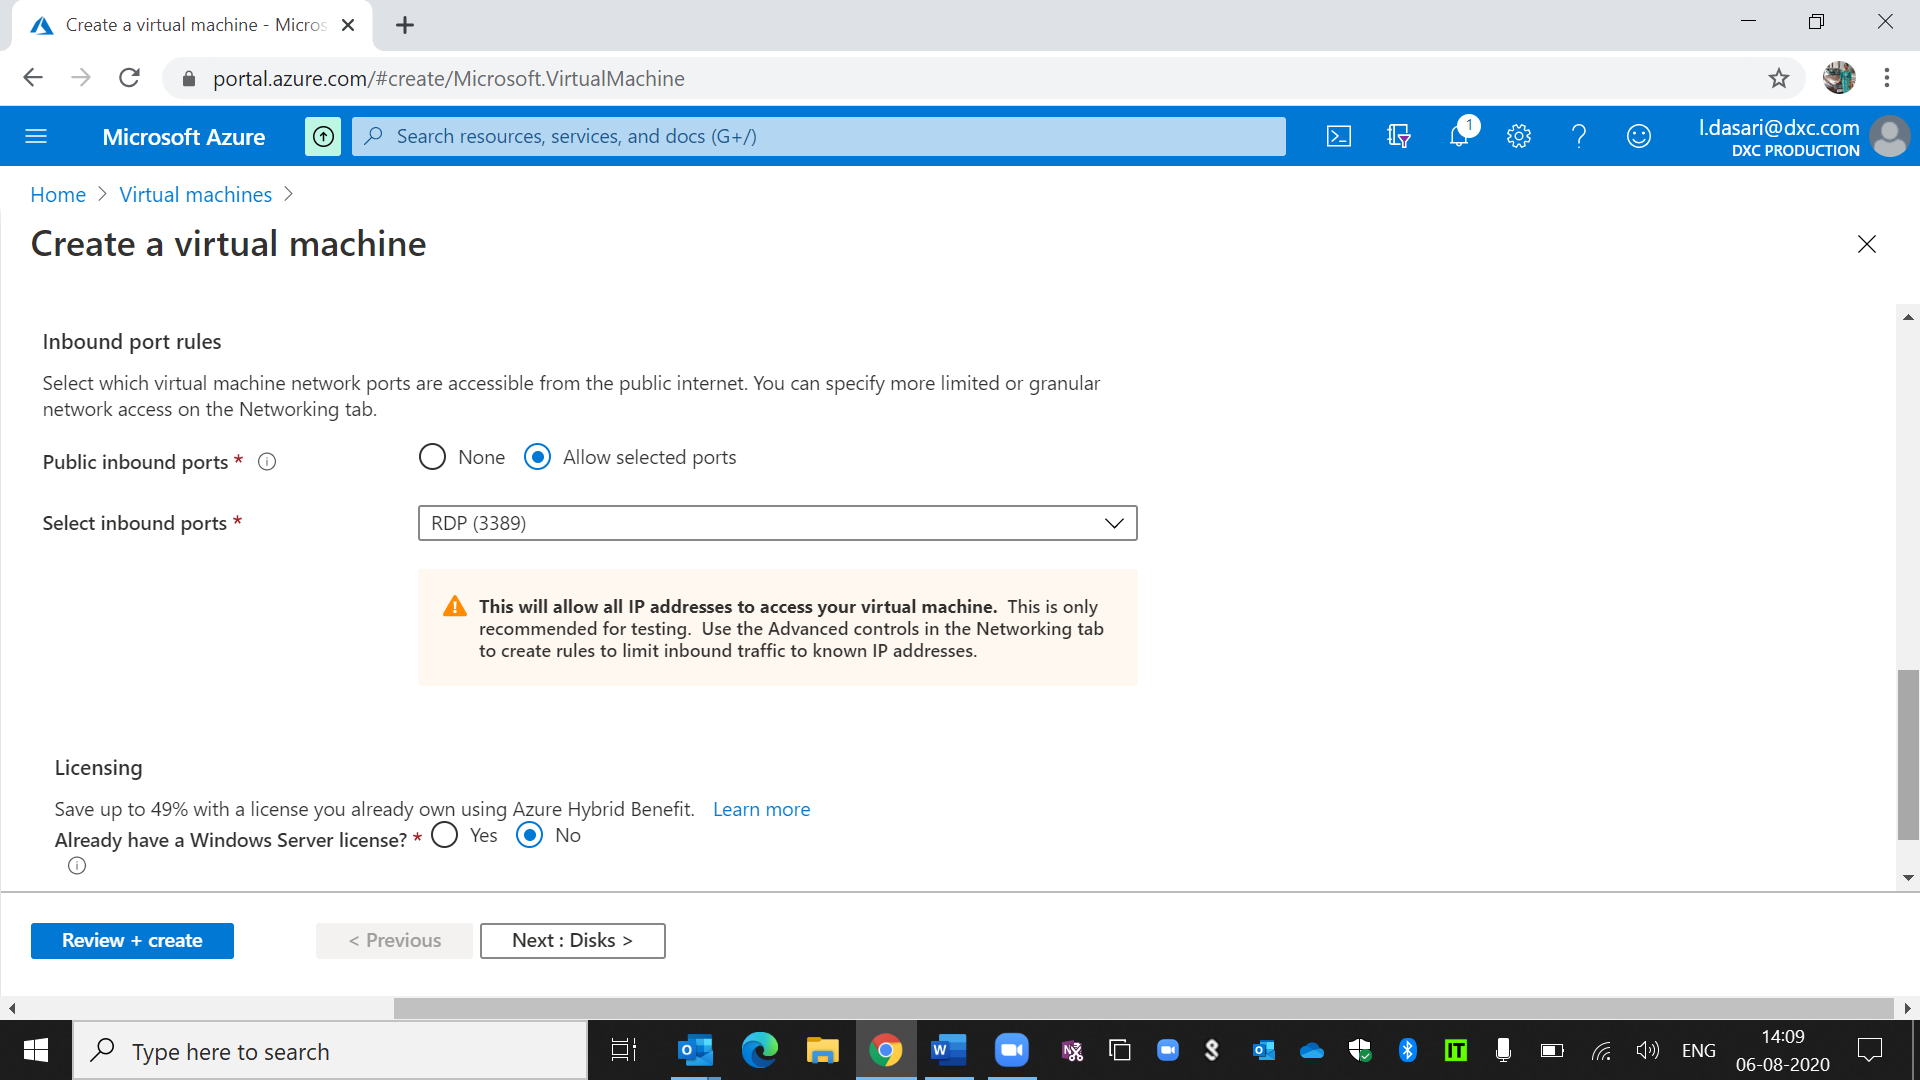 Create a virtual machine - Micros
portal.azure.com/#create/Microsoft.VirtualMachine
Microsoft Azure
Search resources, services, and docs (G+/)
1
l.dasari@dxc.com
DXC PRODUCTION
Home > Virtual machines >
Create a virtual machine
Inbound port rules
Select which virtual machine network ports are accessible from the public internet. You can specify more limited or granular
network access on the Networking tab.
Public inbound ports *
None
Allow selected ports
Select inbound ports *
RDP (3389)
This will allow all IP addresses to access your virtual machine. This is only
recommended for testing. Use the Advanced controls in the Networking tab
to create rules to limit inbound traffic to known IP addresses.
Licensing
Save up to 49% with a license you already own using Azure Hybrid Benefit. Learn more
Already have a Windows Server license? *
Yes
No
Review + create
< Previous
Next : Disks >
Type here to search
ENG
14:09
06-08-2020